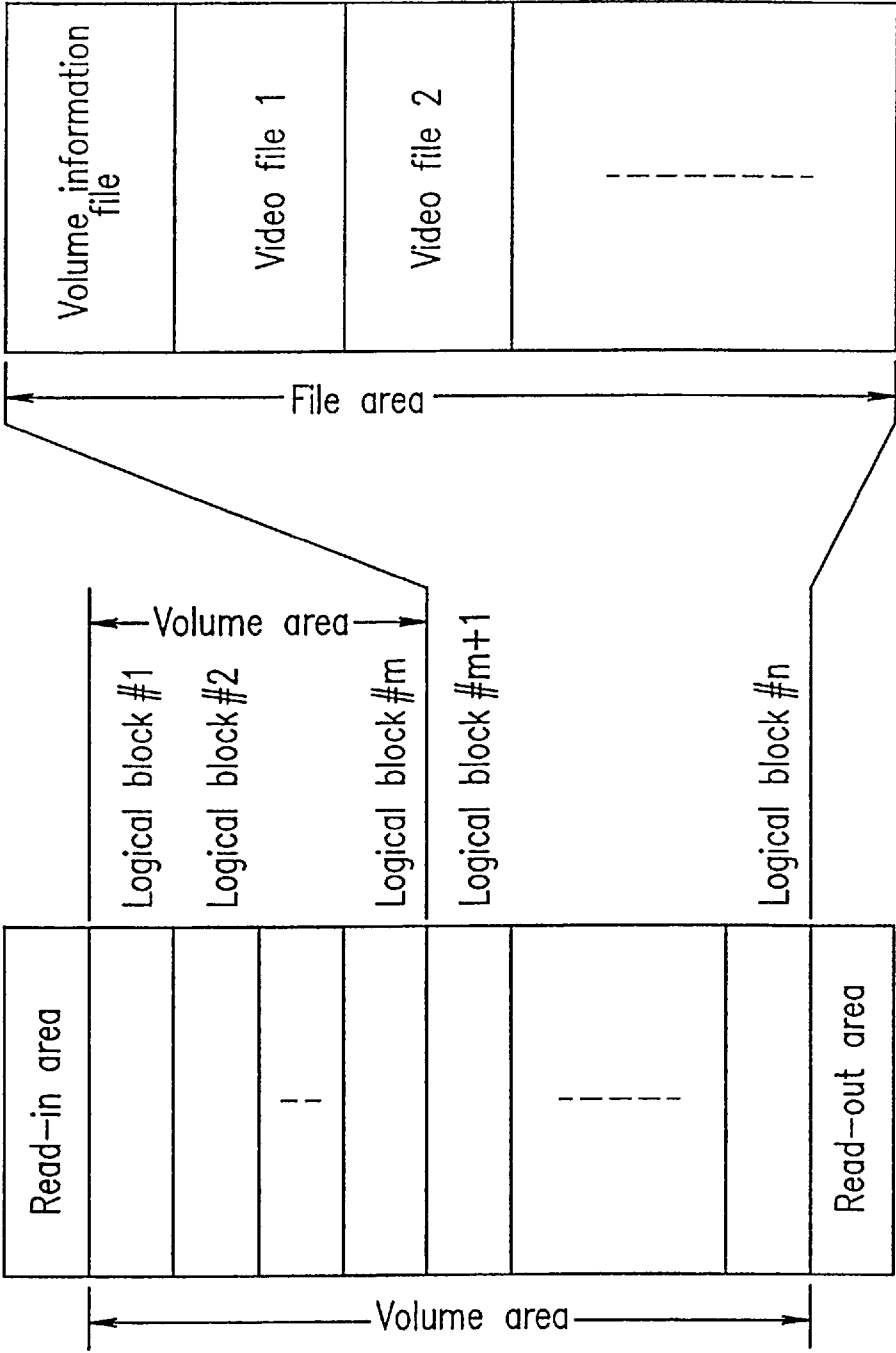 Read-in area
Read-out area
Volume area
Volume area
Logical block #1
Logical block #2
Logical block #m
Logical block #m+1
Logical block #n
File area
Volume information
file
Video file 1
Video file 2